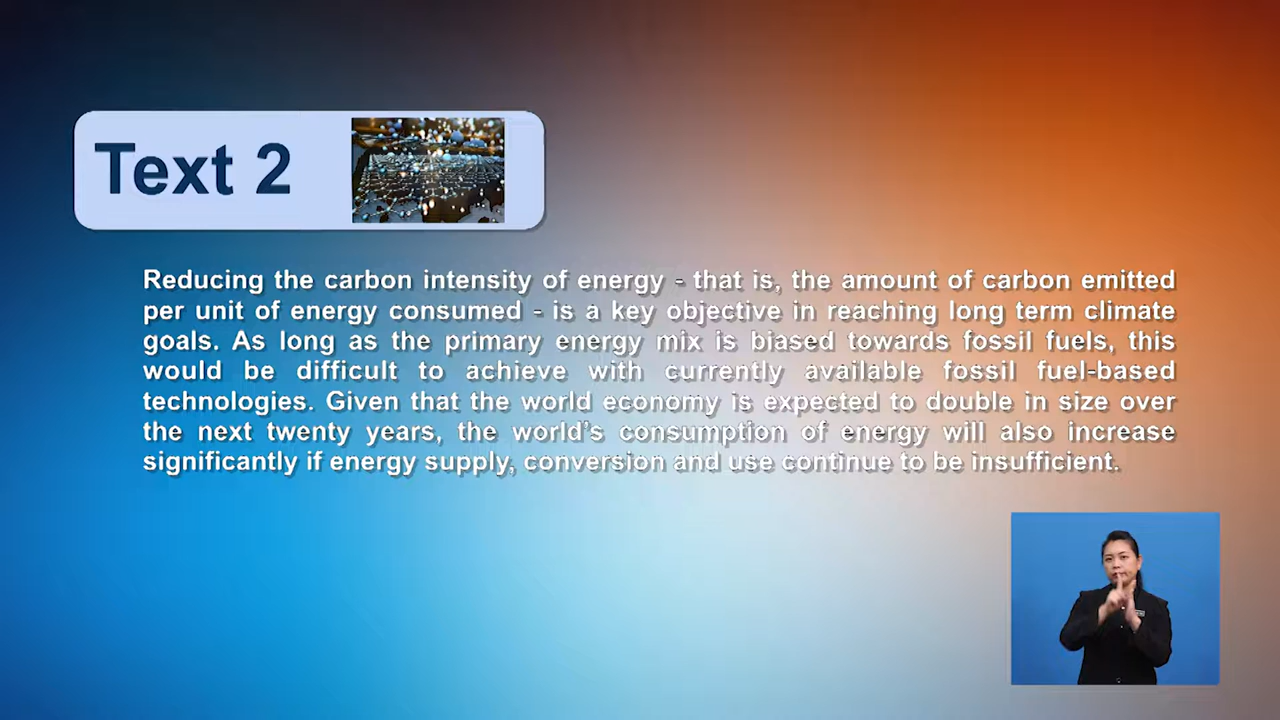 Text 2
Reducing the carbon intensity of energy - that is, the amount of carbon emitted
per unit of energy consumed - is a key objective in reaching long term climate
goals. As long as the primary energy mix is biased towards fossil fuels, this
would be difficult to achieve with currently available fossil fuel-based
technologies. Given that the world economy is expected to double in size over
the next twenty years, the world's consumption of energy will also increase
significantly if energy supply, conversion and use continue to be insufficient.